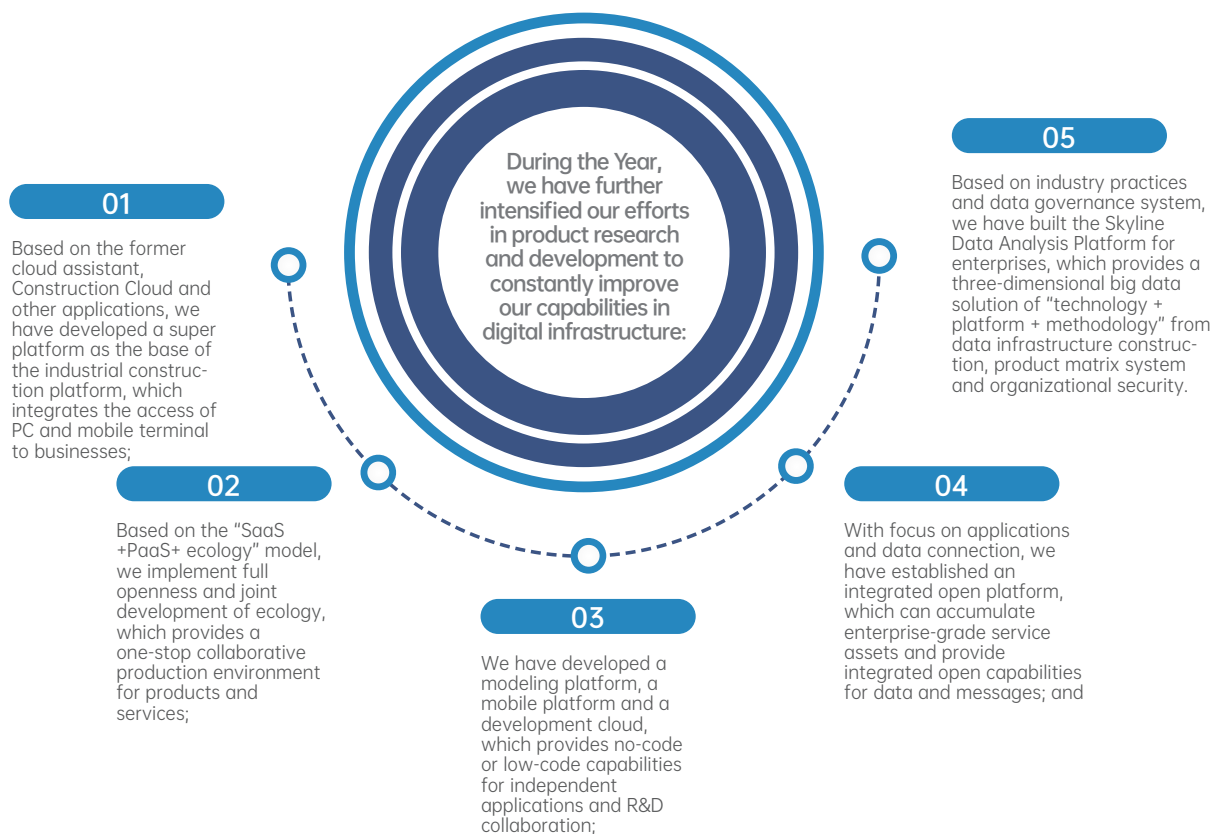 During the Year,
we have further
intensified our efforts
in product research
and development to
constantly improve
our capabilities in
digital infrastructure:
01
Based on the former
cloud assistant,
Construction Cloud and
other applications, we
have developed a super
platform as the base of
the industrial construc-
tion platform, which
integrates the access of
PC and mobile terminal
to businesses;
02
Based on the “SaaS
+PaaS+ ecology” model,
we implement full
openness and joint
development of ecology,
which provides a
one-stop collaborative
production environment
for products and
services;
03
We have developed a
modeling platform, a
mobile platform and a
development cloud,
which provides no-code
or low-code capabilities
for independent
applications and R&D
collaboration;
04
With focus on applications
and data connection, we
have established an
integrated open platform,
which can accumulate
enterprise-grade service
assets and provide
integrated open capabilities
for data and messages; and
05
Based on industry practices
and data governance system,
we have built the Skyline
Data Analysis Platform for
enterprises, which provides a
three-dimensional big data
solution of “technology +
platform + methodology” from
data infrastructure construc-
tion, product matrix system
and organizational security.